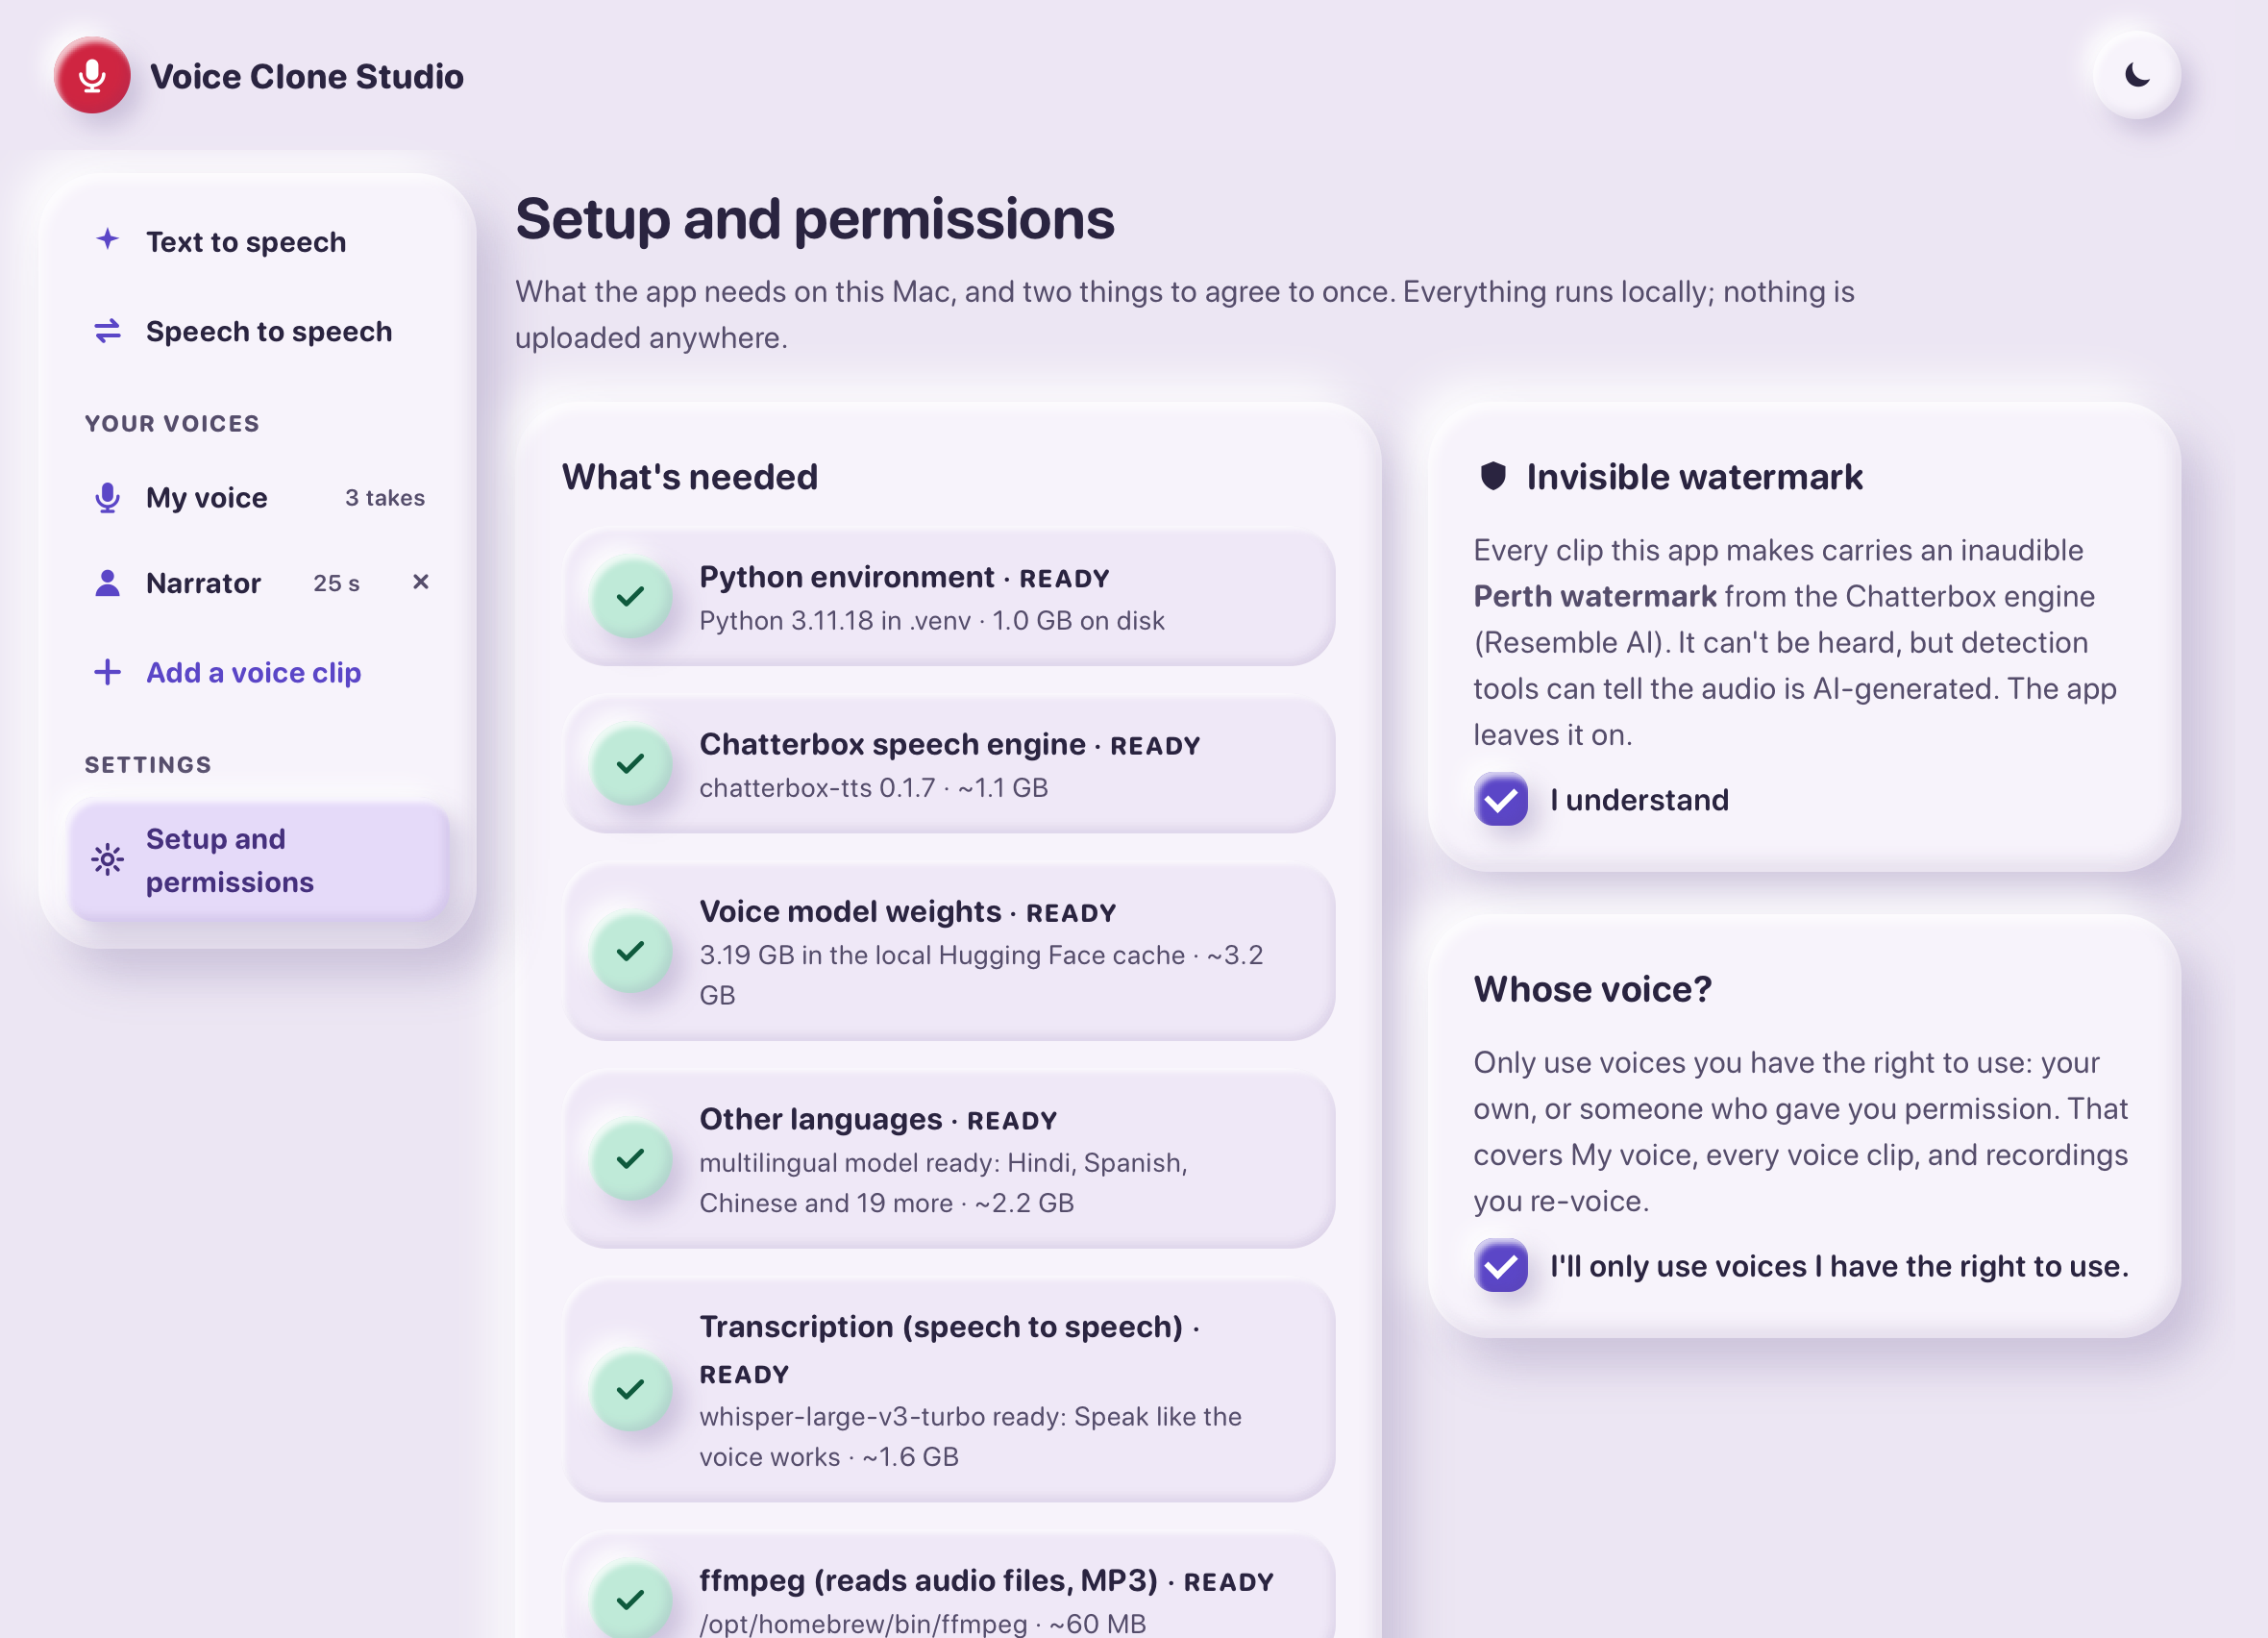 Voice Clone Studio
Text to speech
Speech to speech
YOUR VOICES
My voice 3 takes
Narrator 25 s ×
Add a voice clip
SETTINGS
Setup and
permissions
Setup and permissions
What the app needs on this Mac, and two things to agree to once. Everything runs locally; nothing is
uploaded anywhere.
What's needed
Python environment · READY
Python 3.11.18 in .venv · 1.0 GB on disk
Chatterbox speech engine · READY
chatterbox-tts 0.1.7 · ~1.1 GB
Voice model weights · READY
3.19 GB in the local Hugging Face cache · ~3.2
GB
Other languages · READY
multilingual model ready: Hindi, Spanish,
Chinese and 19 more · ~2.2 GB
Transcription (speech to speech) ·
READY
whisper-large-v3-turbo ready: Speak like the
voice works · ~1.6 GB
ffmpeg (reads audio files, MP3) · READY
/opt/homebrew/bin/ffmpeg · ~60 MB
Invisible watermark
Every clip this app makes carries an inaudible
Perth watermark from the Chatterbox engine
(Resemble AI). It can't be heard, but detection
tools can tell the audio is AI-generated. The app
leaves it on.
I understand
Whose voice?
Only use voices you have the right to use: your
own, or someone who gave you permission. That
covers My voice, every voice clip, and recordings
you re-voice.
I'll only use voices I have the right to use.